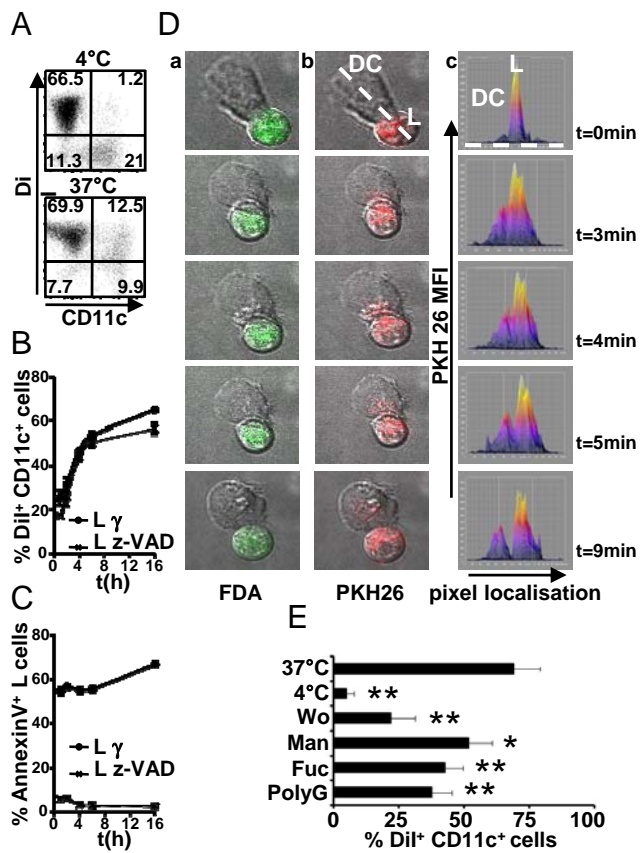 A
4°C
66.5 1.2
11.3 21
37°C
69.9 12.5
7.7 9.9
Di
CD11c
B
% DiI⁺ CD11c⁺ cells
80
60
40
20
0
L γ
L z-VAD
0 4 8 12 16
t(h)
C
% AnnexinV⁺ L cells
80
60
40
20
0
L γ
L z-VAD
0 4 8 12 16
t(h)
D
a b c
DC
L
L
DC
t=0min
t=3min
t=4min
t=5min
t=9min
PKH 26 MFI
FDA PKH26 pixel localisation
E
37°C
4°C **
Wo **
Man *
Fuc **
PolyG **
0 25 50 75 100
% DiI⁺ CD11c⁺ cells